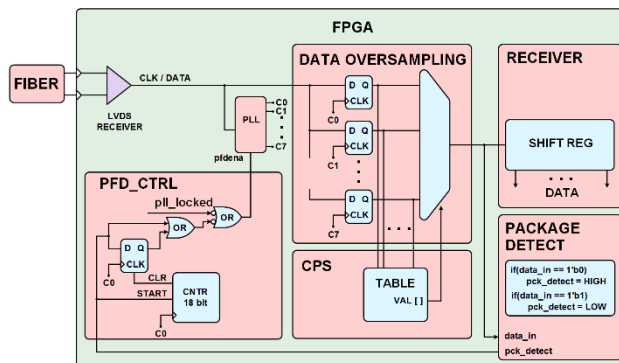 FPGA
FIBER
LVDS
RECEIVER
CLK / DATA
PLL
C0
C1
C7
pfdena
DATA OVERSAMPLING
D Q
CLK
C0
D Q
CLK
C1
D Q
CLK
C7
RECEIVER
SHIFT REG
DATA
PFD_CTRL
pll_locked
OR
OR
D Q
CLK
C0
CLR
START
CNTR
18 bit
C0
CPS
TABLE
VAL [ ]
PACKAGE
DETECT
if(data_in == 1'b0)
pck_detect = HIGH
if(data_in == 1'b1)
pck_detect = LOW
data_in
pck_detect